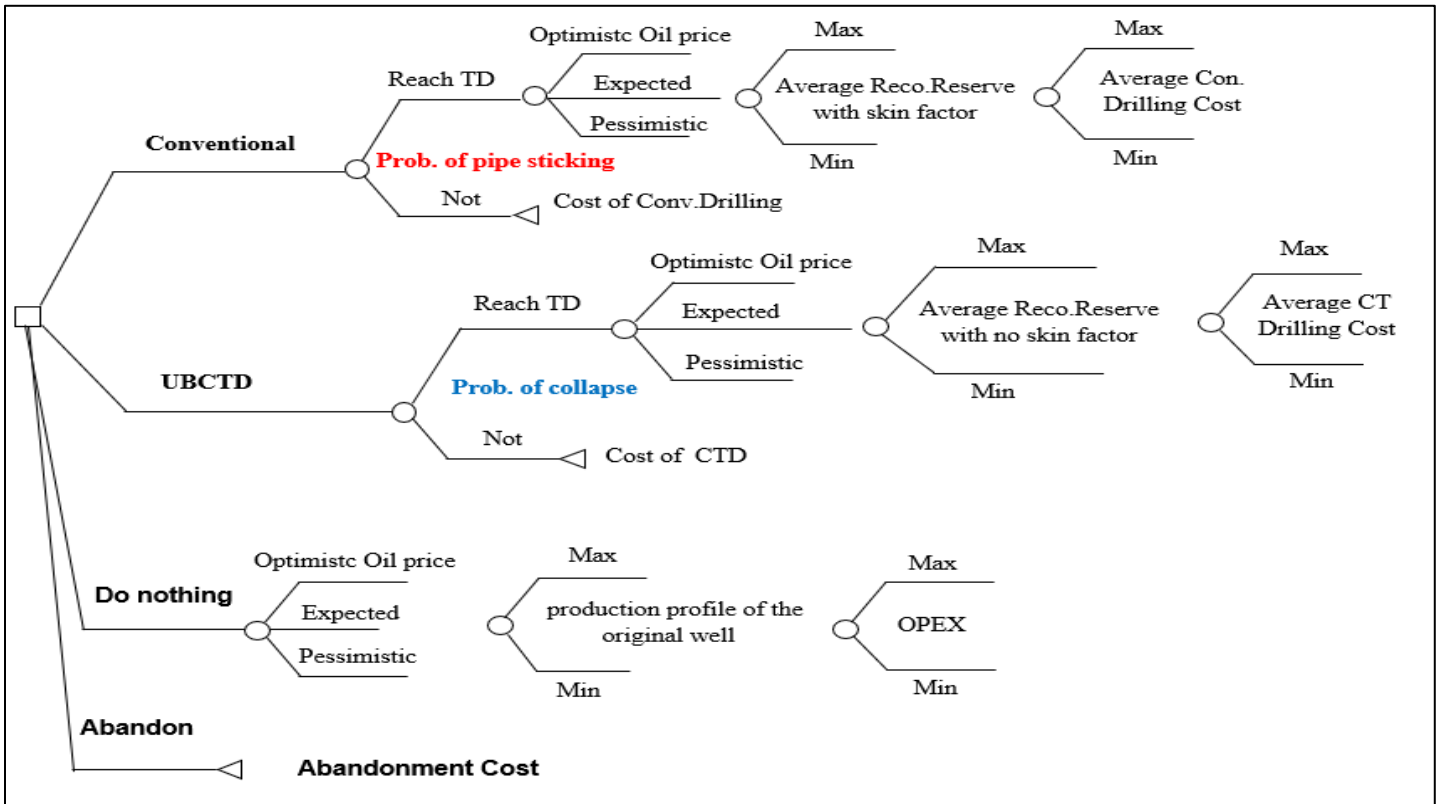 Optimistc Oil price
Expected
Pessimistic
Max
Average Reco.Reserve
with skin factor
Min
Max
Average Con.
Drilling Cost
Min
Reach TD
Conventional
Prob. of pipe sticking
Not
Cost of Conv.Drilling
Optimistc Oil price
Expected
Pessimistic
Max
Average Reco.Reserve
with no skin factor
Min
Max
Average CT
Drilling Cost
Min
Reach TD
UBCTD
Prob. of collapse
Not
Cost of CTD
Optimistc Oil price
Expected
Pessimistic
Max
production profile of the
original well
Min
Max
OPEX
Min
Do nothing
Abandon
Abandonment Cost